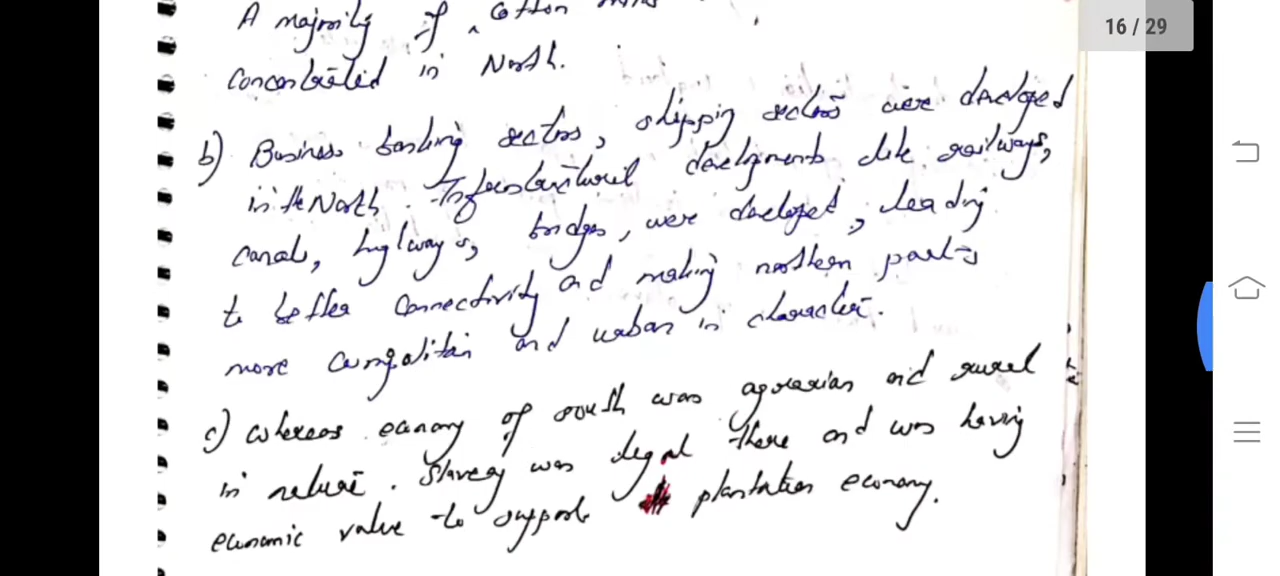 16 / 29
A majority of cotton mills
concentrated in North.
b) Business banking sectors, shipping sectors were developed
in the North. Infrastructural developments like railways,
canals, highways, bridges, were developed, leading
to better connectivity and making northern parts
more cosmopolitan and urban in character.
c) Whereas economy of south was agrarian and rural
in nature. Slavery was legal there and was having
economic value to support plantation economy.